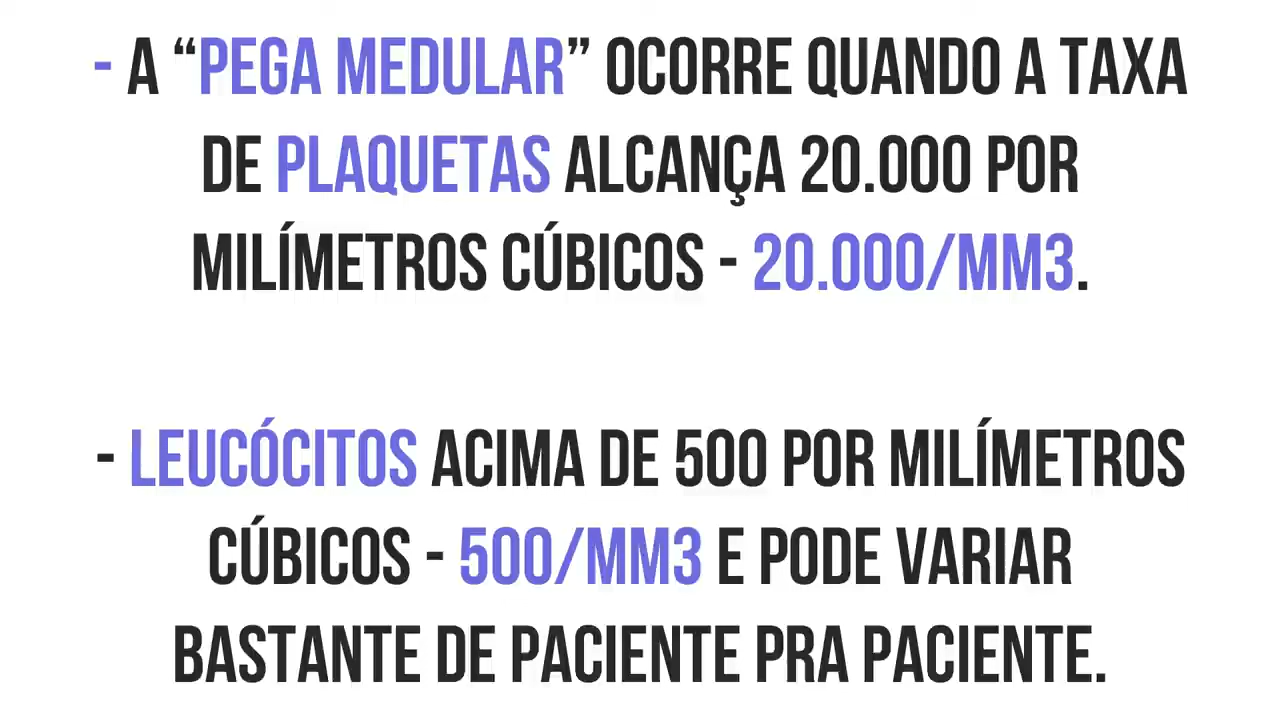 - A “PEGA MEDULAR” OCORRE QUANDO A TAXA
DE PLAQUETAS ALCANÇA 20.000 POR
MILÍMETROS CÚBICOS - 20.000/MM3.
- LEUCÓCITOS ACIMA DE 500 POR MILÍMETROS
CÚBICOS - 500/MM3 E PODE VARIAR
BASTANTE DE PACIENTE PRA PACIENTE.